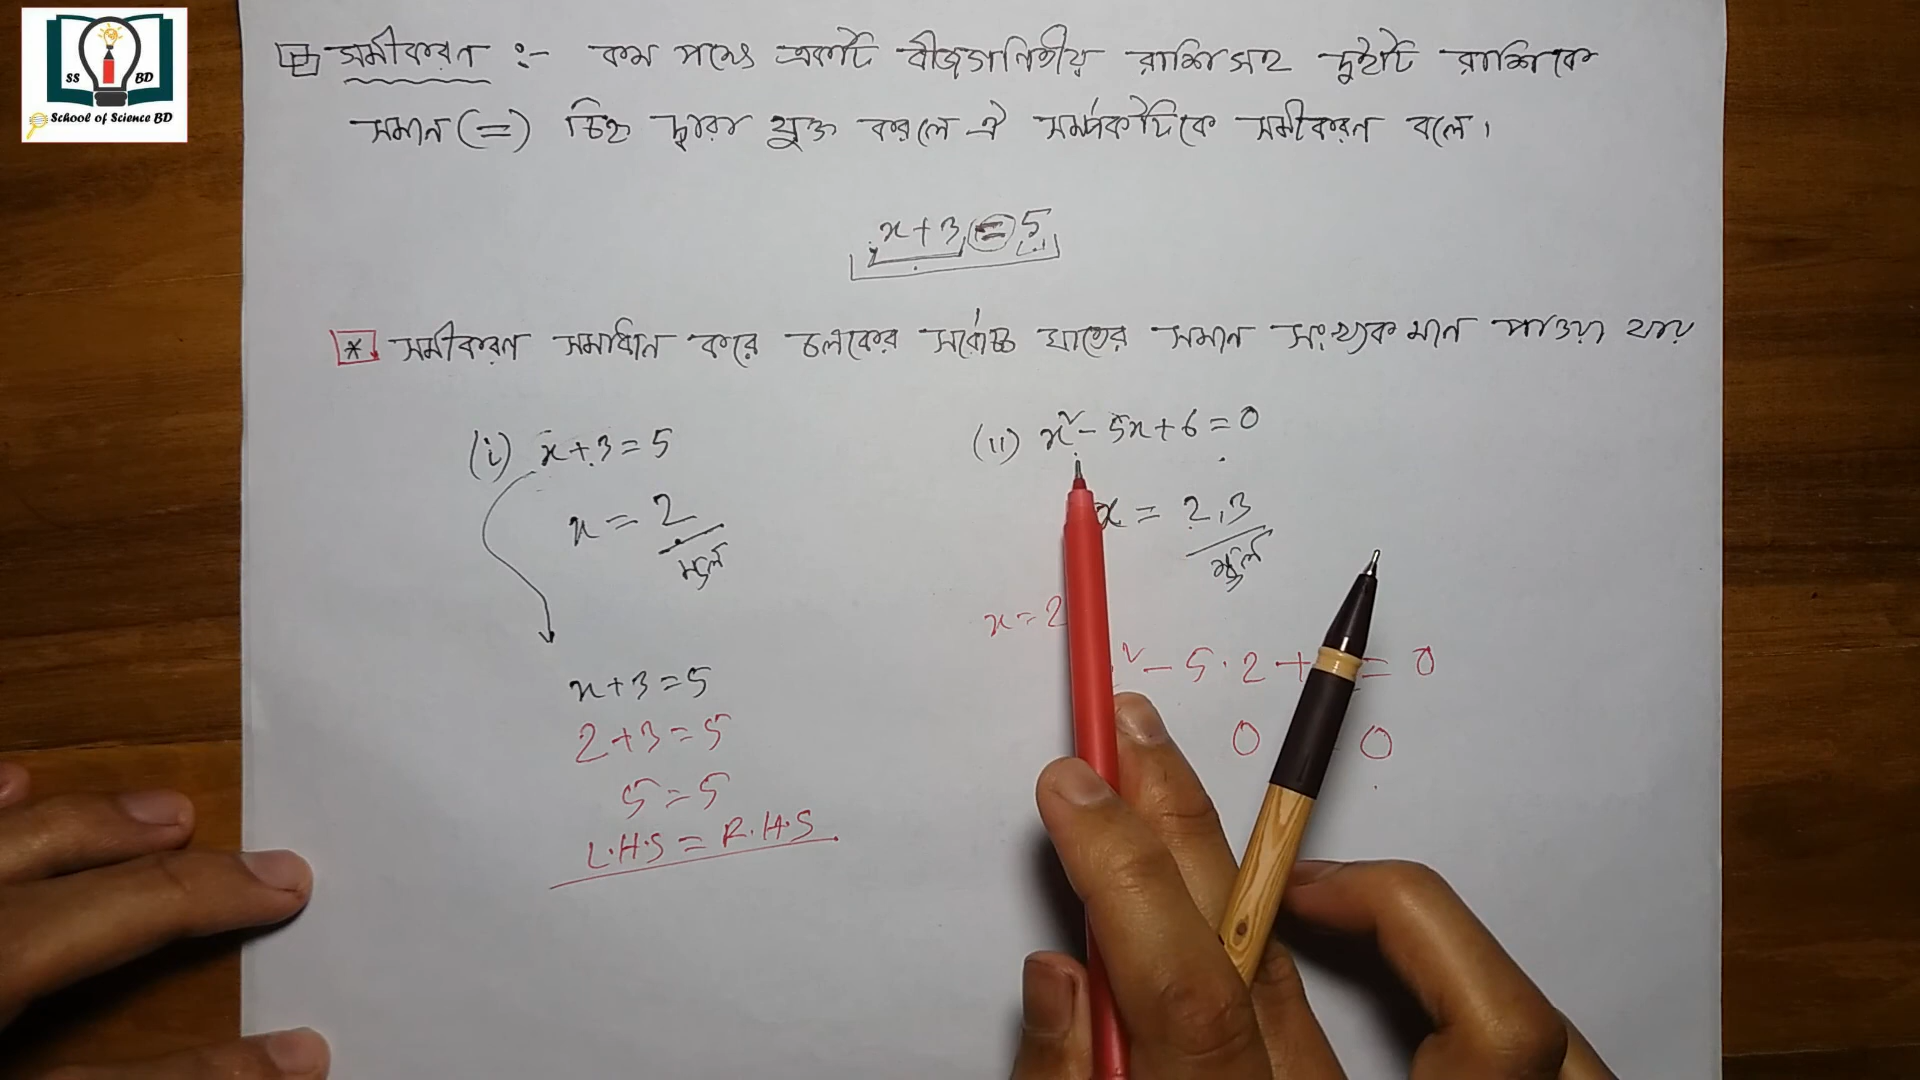 SS BD
School of Science BD
সমীকরণ :- কম পক্ষে একটি বীজগাণিতীয় রাশিসহ দুইটি রাশিকে
সমান (=) চিহ্ন দ্বারা যুক্ত করলে ঐ সম্পর্কটিকে সমীকরণ বলে।
x+3=5
* সমীকরণ সমাধান করে চলকের সর্বোচ্চ ঘাতের সমান সংখ্যক মান পাওয়া যায়
(i) x+3=5
x = 2
মূল
x+3=5
2+3=5
5=5
L.H.S = R.H.S
(ii) x² - 5x+6=0
x = 2,3
মূল
x=2
² - 5·2+ = 0
0 0